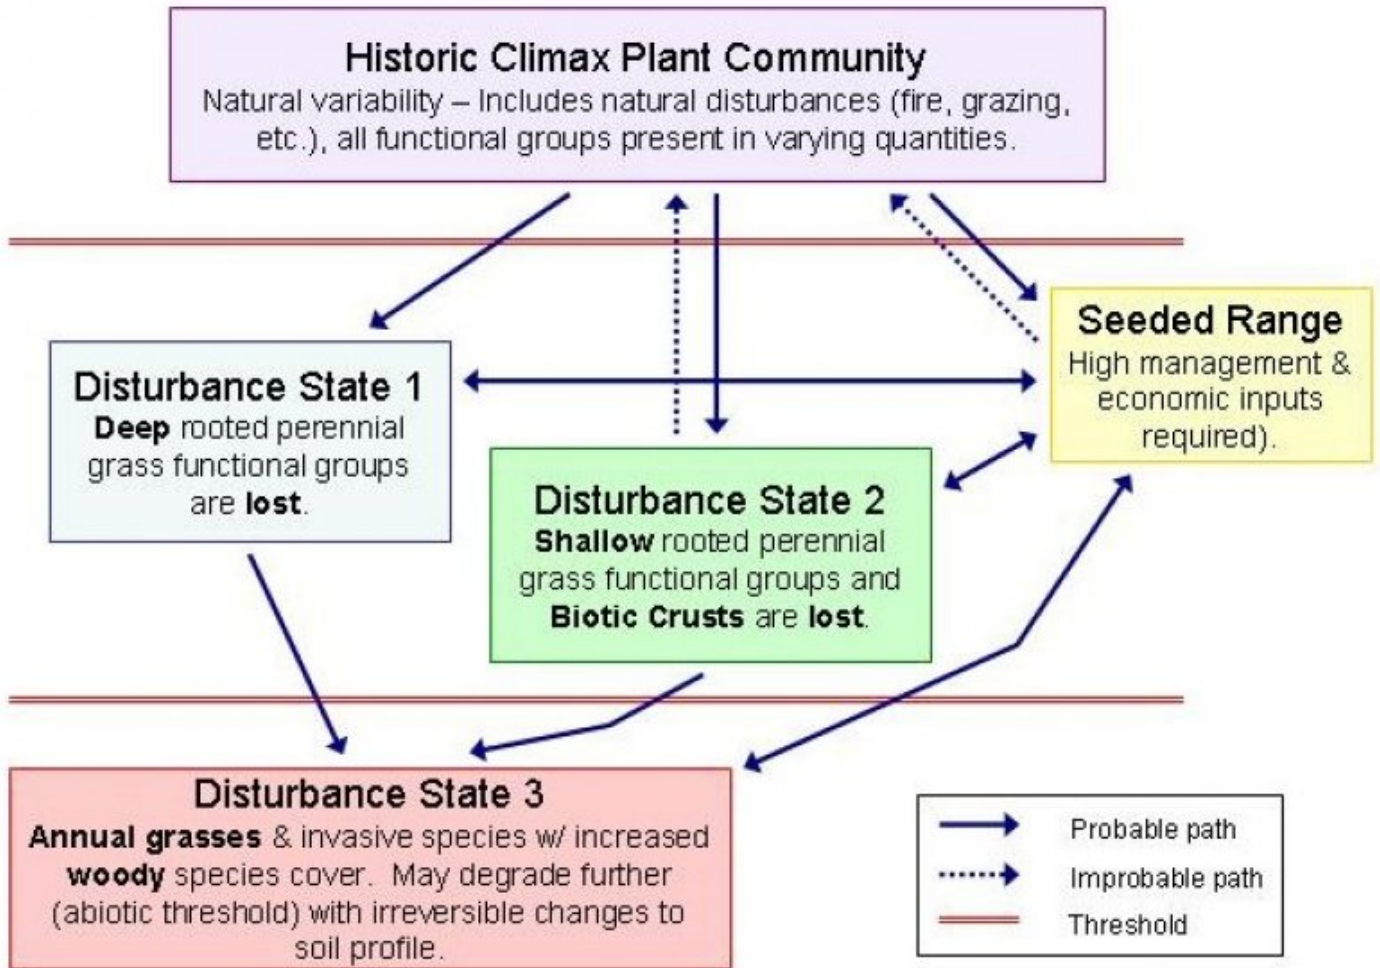 Historic Climax Plant Community
Natural variability – Includes natural disturbances (fire, grazing,
etc.), all functional groups present in varying quantities.
Seeded Range
High management &
economic inputs
required).
Disturbance State 1
Deep rooted perennial
grass functional groups
are lost.
Disturbance State 2
Shallow rooted perennial
grass functional groups and
Biotic Crusts are lost.
Disturbance State 3
Annual grasses & invasive species w/ increased
woody species cover. May degrade further
(abiotic threshold) with irreversible changes to
soil profile.
Probable path
Improbable path
Threshold